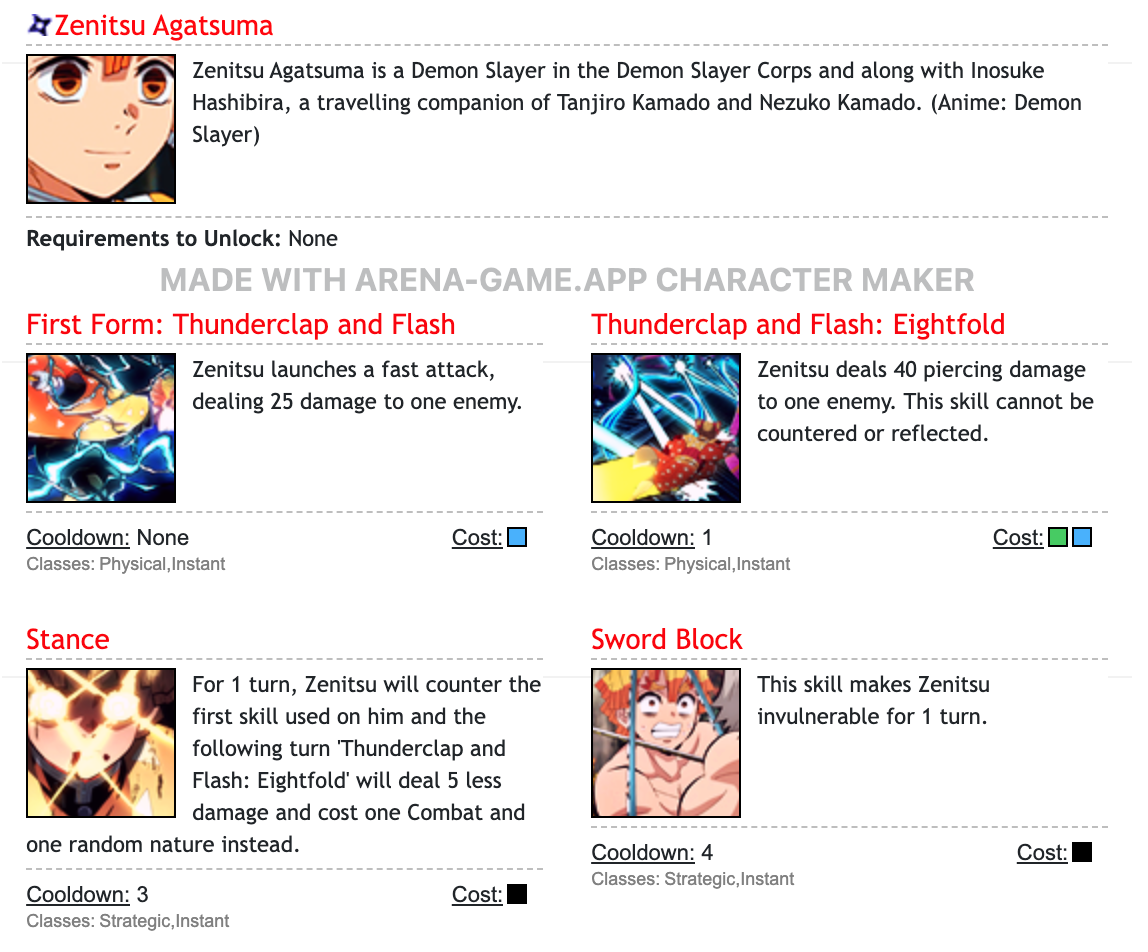 Zenitsu Agatsuma
Zenitsu Agatsuma is a Demon Slayer in the Demon Slayer Corps and along with Inosuke
Hashibira, a travelling companion of Tanjiro Kamado and Nezuko Kamado. (Anime: Demon
Slayer)
Requirements to Unlock: None
MADE WITH ARENA-GAME.APP CHARACTER MAKER
First Form: Thunderclap and Flash
Zenitsu launches a fast attack,
dealing 25 damage to one enemy.
Cooldown: None
Cost:
Classes: Physical,Instant
Thunderclap and Flash: Eightfold
Zenitsu deals 40 piercing damage
to one enemy. This skill cannot be
countered or reflected.
Cooldown: 1
Cost:
Classes: Physical,Instant
Stance
For 1 turn, Zenitsu will counter the
first skill used on him and the
following turn 'Thunderclap and
Flash: Eightfold' will deal 5 less
damage and cost one Combat and
one random nature instead.
Cooldown: 3
Cost:
Classes: Strategic,Instant
Sword Block
This skill makes Zenitsu
invulnerable for 1 turn.
Cooldown: 4
Cost:
Classes: Strategic,Instant